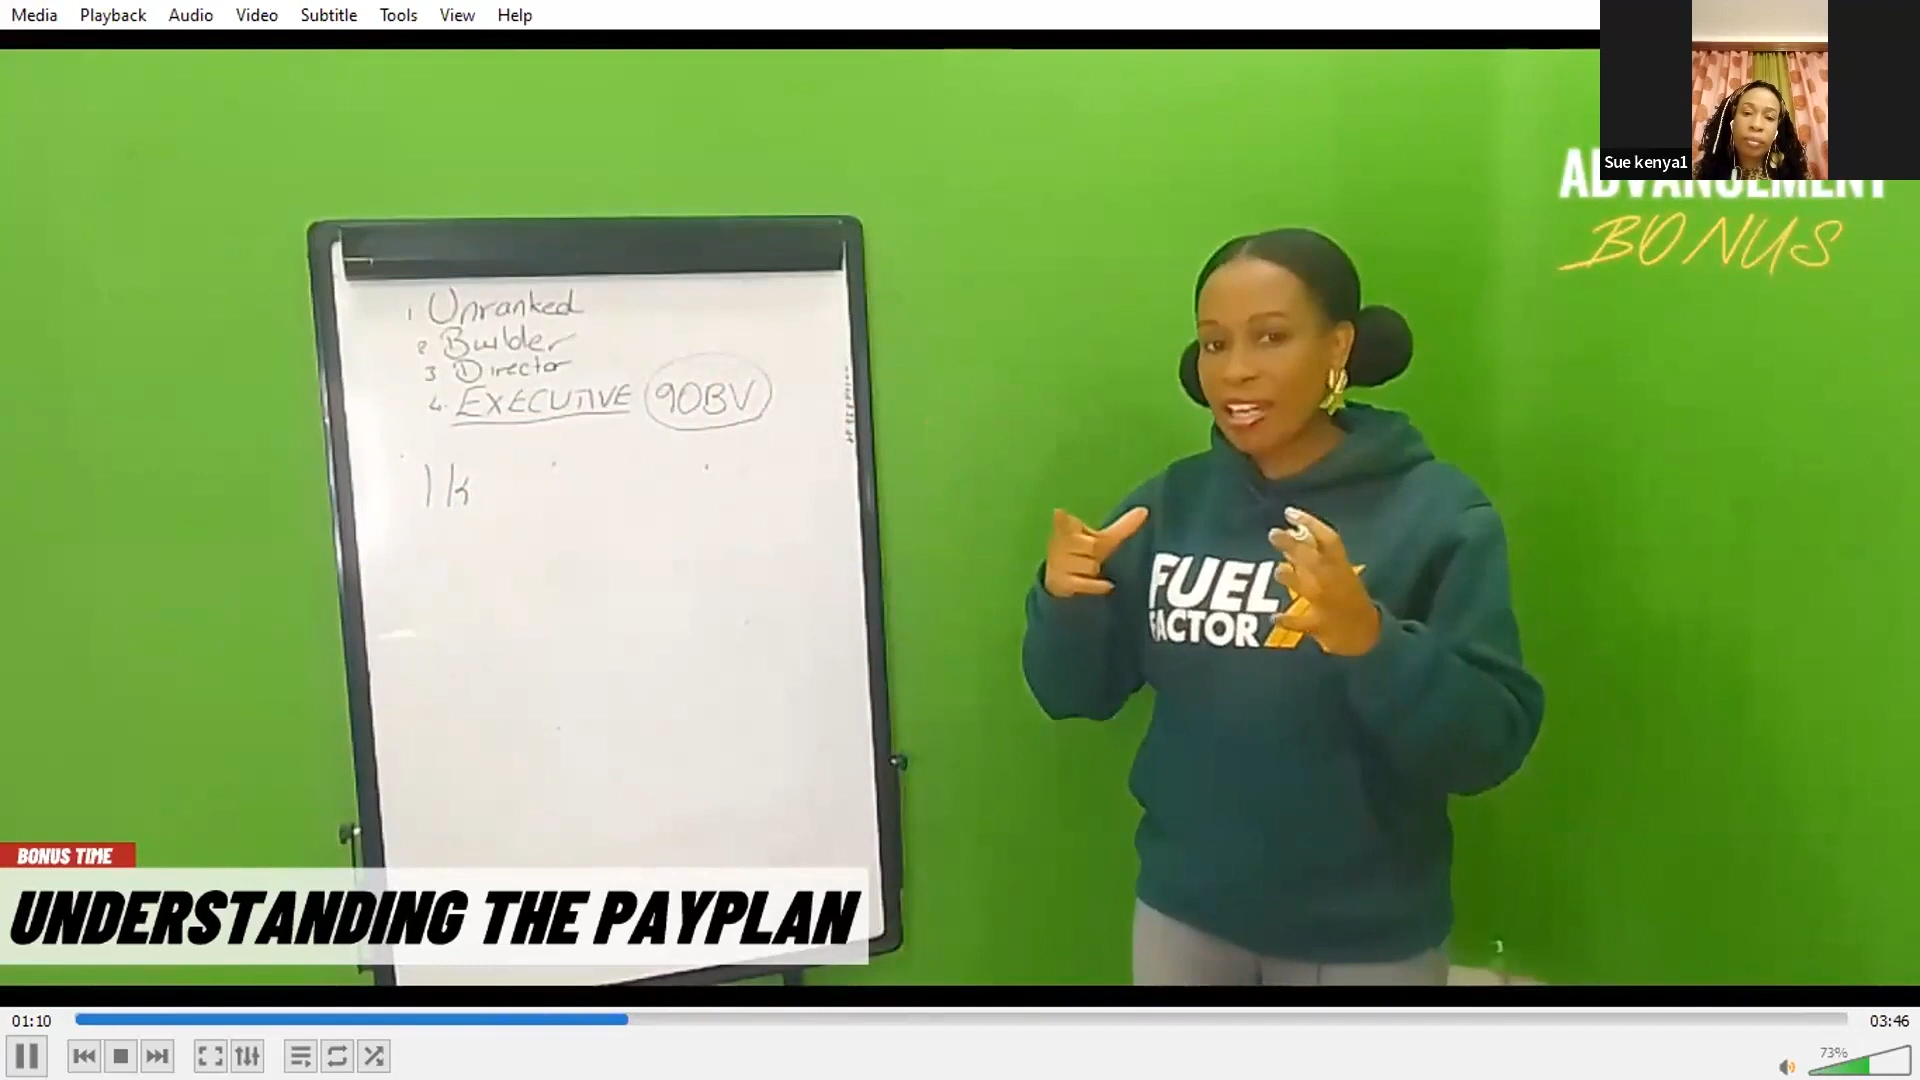 Media Playback Audio Video Subtitle Tools View Help
Sue kenya1
ADVANCEMENT
BONUS
1 Unranked
2 Builder
3 Director
4. EXECUTIVE 90BV
1k
FUEL X
FACTOR
BONUS TIME
UNDERSTANDING THE PAYPLAN
01:10
03:46
73%